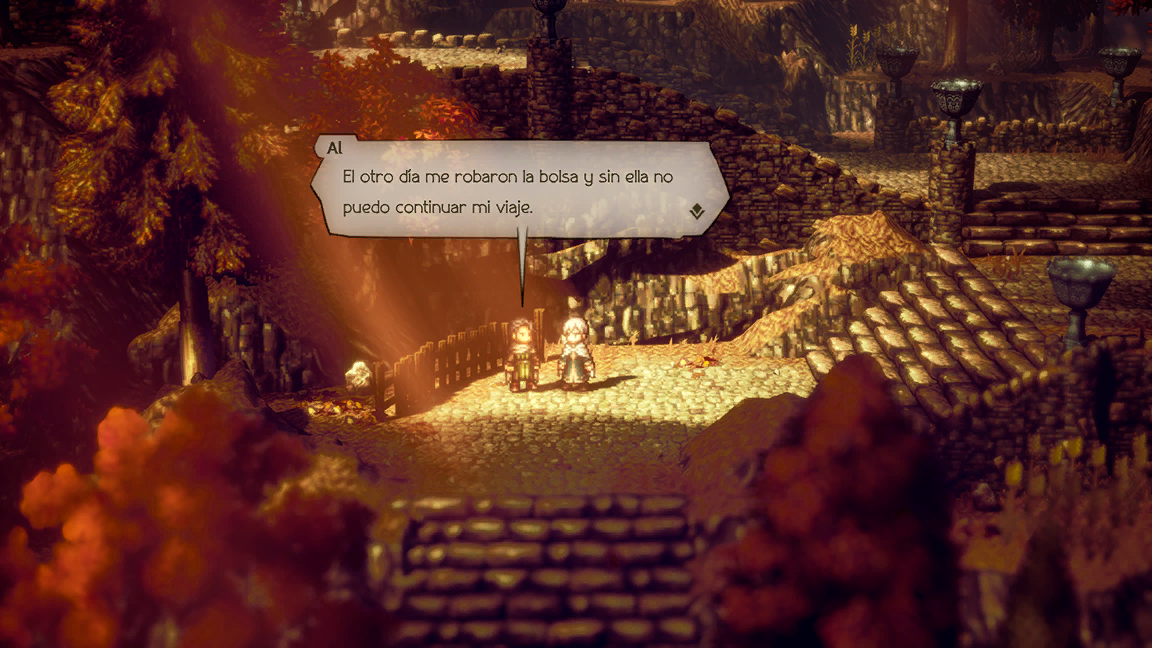 Al
El otro día me robaron la bolsa y sin ella no
puedo continuar mi viaje.